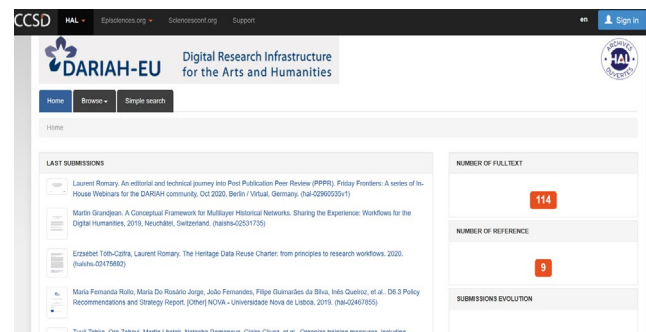 CCSD HAL Episciences.org Sciencesconf.org Support en Sign in
DARIAH-EU
Digital Research Infrastructure
for the Arts and Humanities
ARCHIVES
HAL
OUVERTES
Home Browse Simple search
Home
LAST SUBMISSIONS
Laurent Romary. An editorial and technical journey into Post Publication Peer Review (PPPR). Friday Frontiers: A series of In-
House Webinars for the DARIAH community, Oct 2020, Berlin / Virtual, Germany. ⟨hal-02960535v1⟩
Martin Grandjean. A Conceptual Framework for Multilayer Historical Networks. Sharing the Experience: Workflows for the
Digital Humanities, 2019, Neuchâtel, Switzerland. ⟨halshs-02531735⟩
Erzsébet Tóth-Czifra, Laurent Romary. The Heritage Data Reuse Charter: from principles to research workflows. 2020.
⟨halshs-02475692⟩
Maria Fernanda Rollo, Maria Do Rosário Jorge, João Fernandes, Filipe Guimarães da Silva, Inês Queiroz, et al.. D6.3 Policy
Recommendations and Strategy Report. [Other] NOVA - Universidade Nova de Lisboa. 2019. ⟨hal-02467855⟩
NUMBER OF FULLTEXT
114
NUMBER OF REFERENCE
9
SUBMISSIONS EVOLUTION